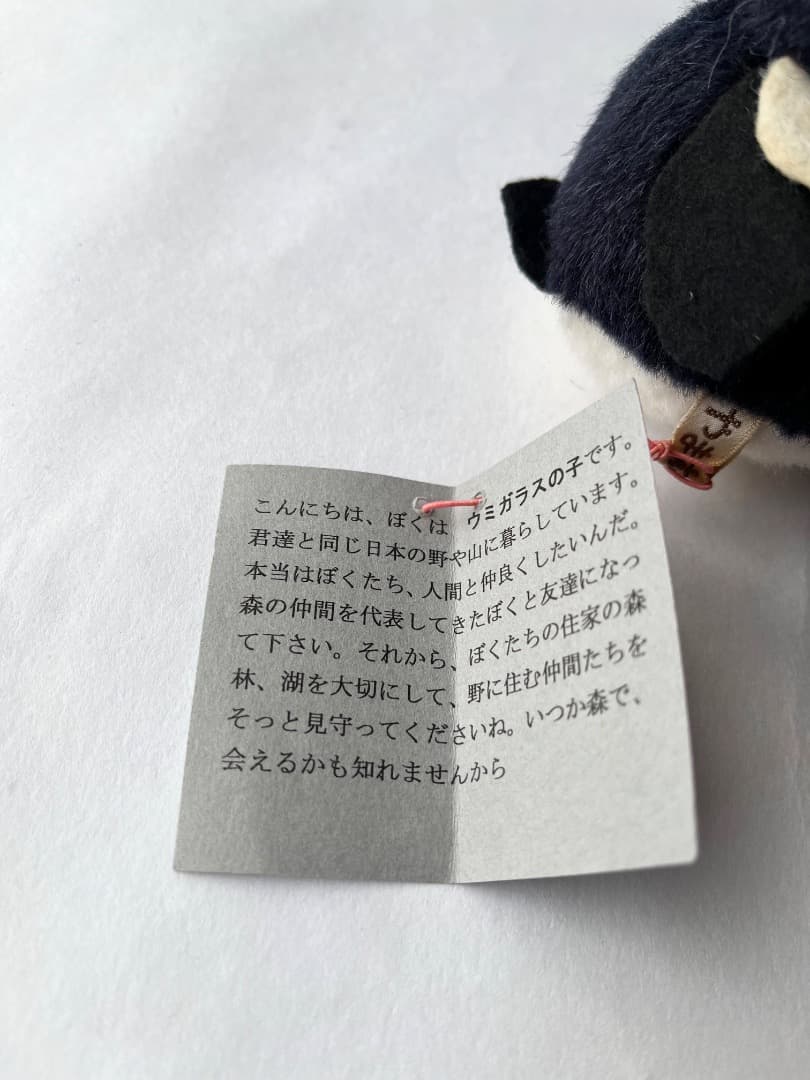 こんにちは、ぼくは ウミガラスの子です。
君達と同じ日本の野や山に暮らしています。
本当はぼくたち、人間と仲良くしたいんだ。
森の仲間を代表してきたぼくと友達になっ
て下さい。それから、ぼくたちの住家の森
林、湖を大切にして、野に住む仲間たちを
そっと見守ってくださいね。いつか森で、
会えるかも知れませんから